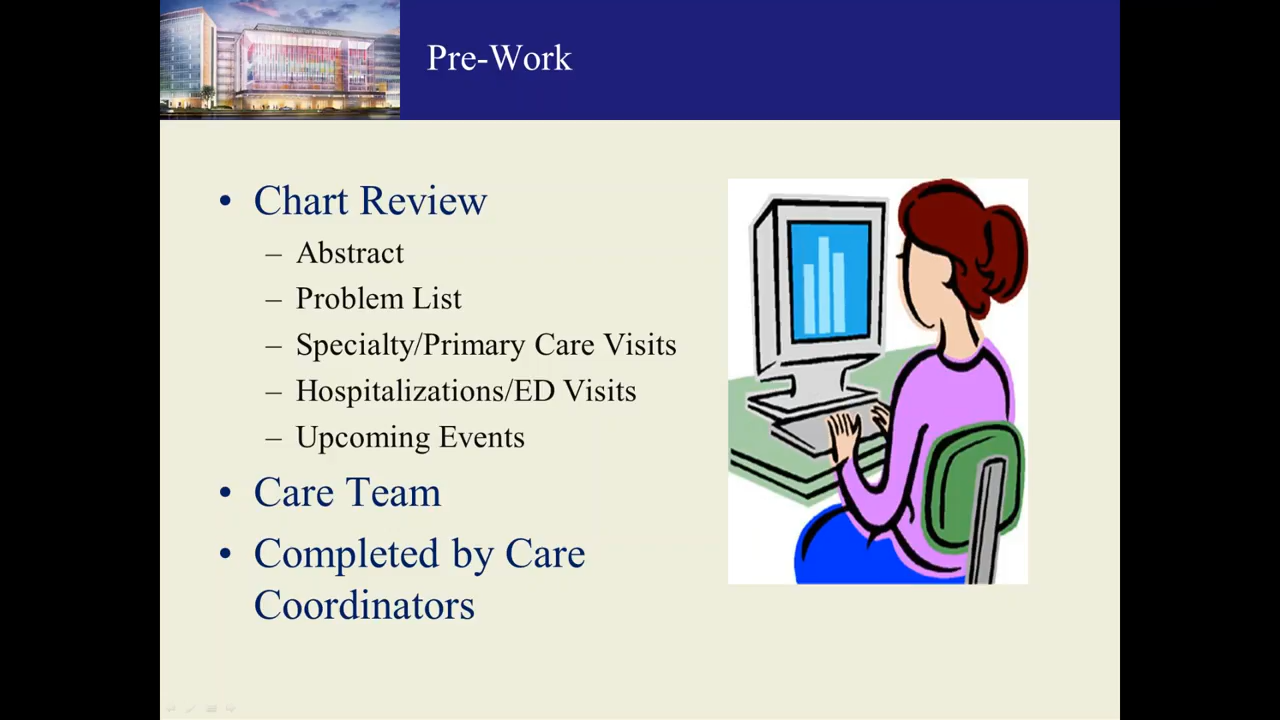 Pre-Work
• Chart Review
– Abstract
– Problem List
– Specialty/Primary Care Visits
– Hospitalizations/ED Visits
– Upcoming Events
• Care Team
• Completed by Care
Coordinators